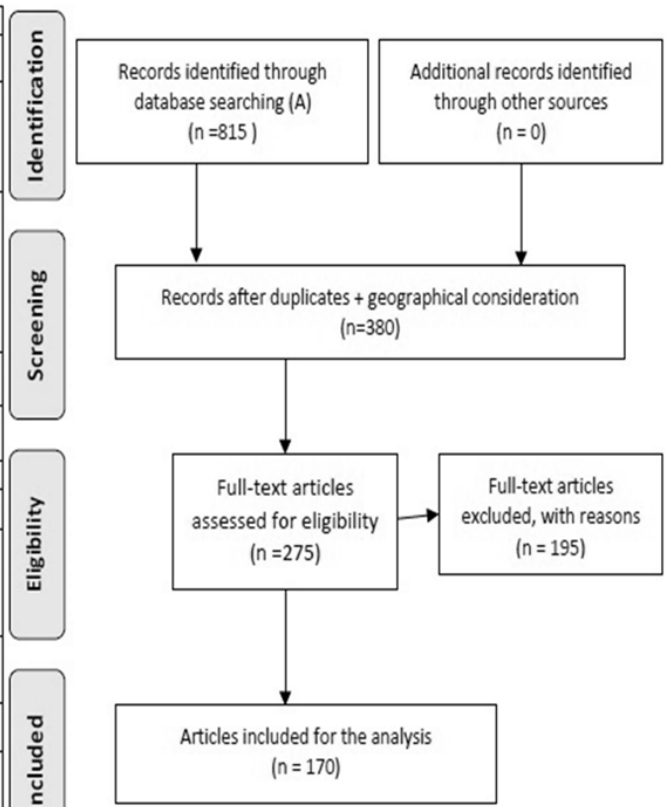 Identification
Records identified through
database searching (A)
(n =815 )
Additional records identified
through other sources
(n = 0)
Screening
Records after duplicates + geographical consideration
(n=380)
Eligibility
Full-text articles
assessed for eligibility
(n =275)
Full-text articles
excluded, with reasons
(n = 195)
ncluded
Articles included for the analysis
(n = 170)